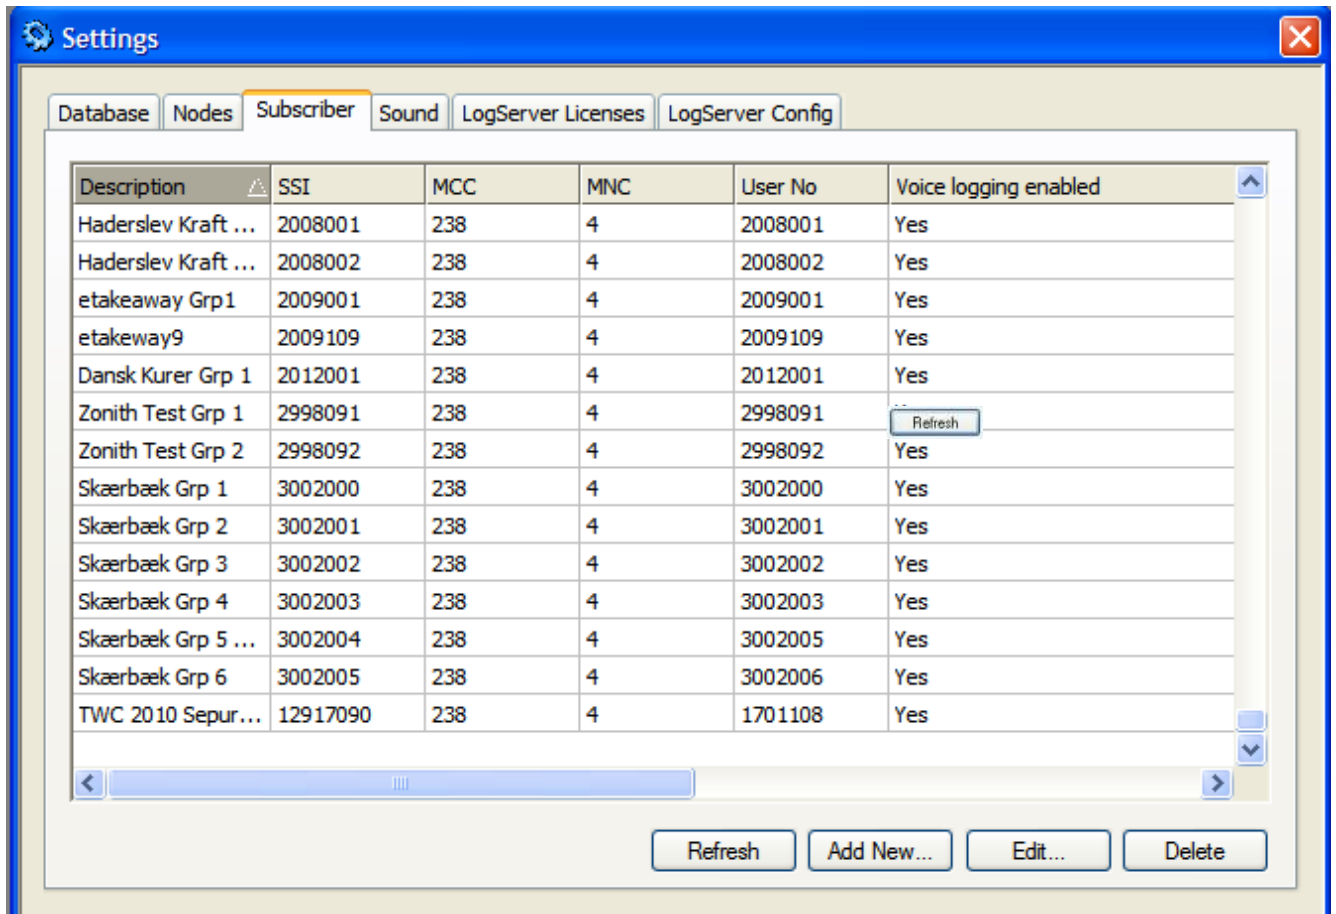 Settings
Database Nodes Subscriber Sound LogServer Licenses LogServer Config
Description SSI MCC MNC User No Voice logging enabled
Haderslev Kraft ... 2008001 238 4 2008001 Yes
Haderslev Kraft ... 2008002 238 4 2008002 Yes
etakeaway Grp1 2009001 238 4 2009001 Yes
etakeway9 2009109 238 4 2009109 Yes
Dansk Kurer Grp 1 2012001 238 4 2012001 Yes
Zonith Test Grp 1 2998091 238 4 2998091 Refresh
Zonith Test Grp 2 2998092 238 4 2998092 Yes
Skærbæk Grp 1 3002000 238 4 3002000 Yes
Skærbæk Grp 2 3002001 238 4 3002001 Yes
Skærbæk Grp 3 3002002 238 4 3002002 Yes
Skærbæk Grp 4 3002003 238 4 3002003 Yes
Skærbæk Grp 5 ... 3002004 238 4 3002005 Yes
Skærbæk Grp 6 3002005 238 4 3002006 Yes
TWC 2010 Sepur... 12917090 238 4 1701108 Yes
Refresh Add New... Edit... Delete